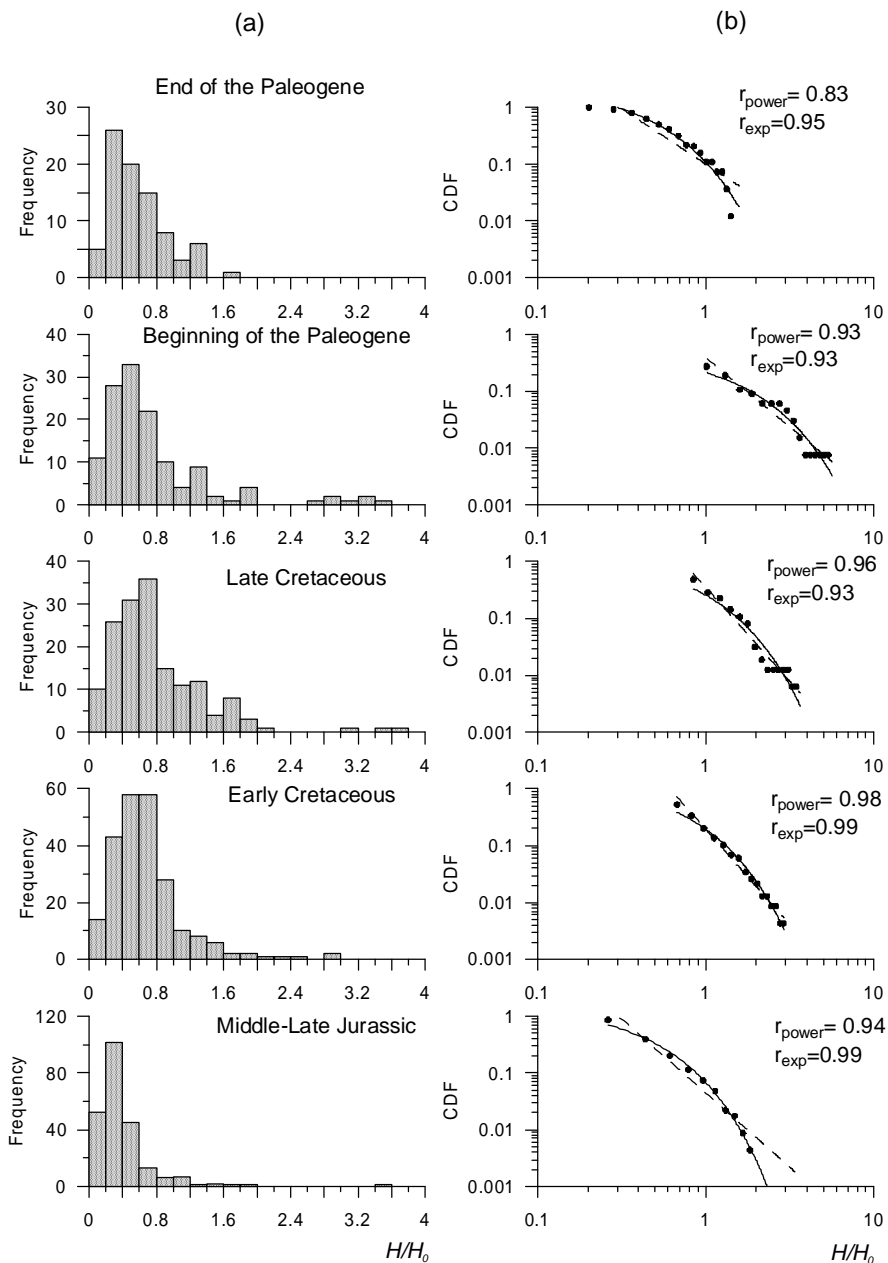 (a)
(b)
End of the Paleogene
Frequency
30
20
10
0
0 0.8 1.6 2.4 3.2 4
r_power= 0.83
r_exp=0.95
CDF
1
0.1
0.01
0.001
0.1 1 10
Beginning of the Paleogene
Frequency
40
30
20
10
0
0 0.8 1.6 2.4 3.2 4
r_power= 0.93
r_exp=0.93
CDF
1
0.1
0.01
0.001
0.1 1 10
Late Cretaceous
Frequency
40
30
20
10
0
0 0.8 1.6 2.4 3.2 4
r_power= 0.96
r_exp=0.93
CDF
1
0.1
0.01
0.001
0.1 1 10
Early Cretaceous
Frequency
60
40
20
0
0 0.8 1.6 2.4 3.2 4
r_power= 0.98
r_exp=0.99
CDF
1
0.1
0.01
0.001
0.1 1 10
Middle-Late Jurassic
Frequency
120
80
40
0
0 0.8 1.6 2.4 3.2 4
H/H₀
r_power= 0.94
r_exp=0.99
CDF
1
0.1
0.01
0.001
0.1 1 10
H/H₀